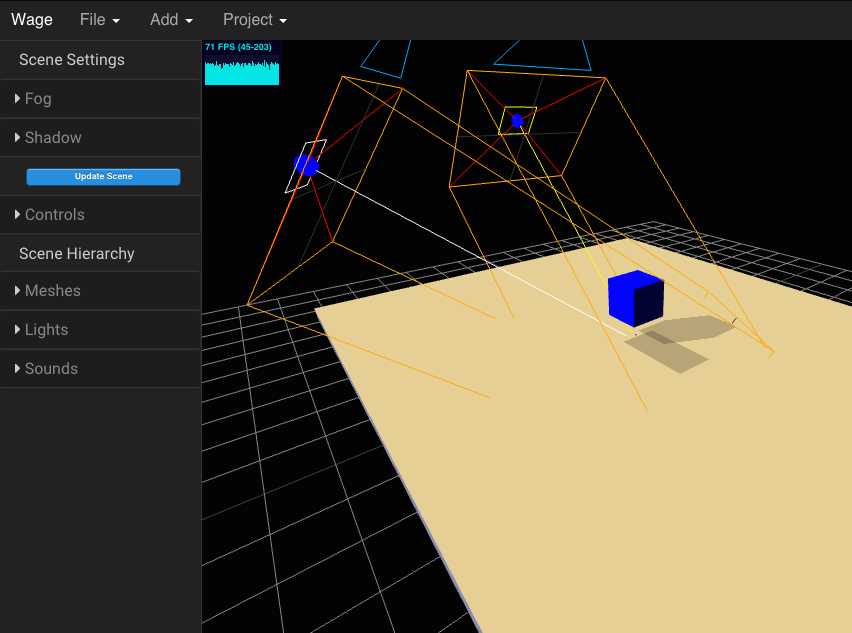 Wage File Add Project
71 FPS (45-203)
Scene Settings
Fog
Shadow
Update Scene
Controls
Scene Hierarchy
Meshes
Lights
Sounds